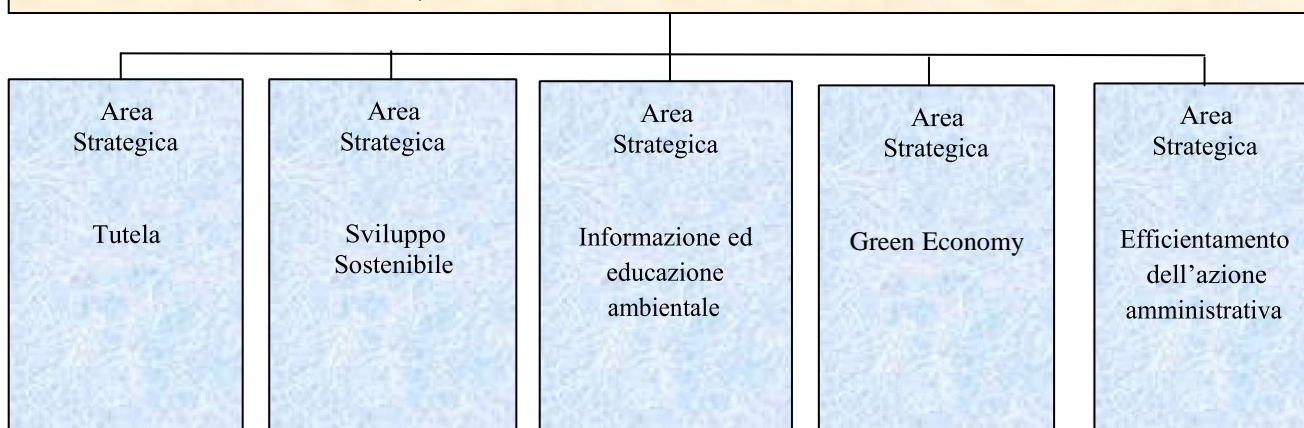 Area
Strategica
Tutela
Area
Strategica
Sviluppo
Sostenibile
Area
Strategica
Informazione ed
educazione
ambientale
Area
Strategica
Green Economy
Area
Strategica
Efficientamento
dell’azione
amministrativa